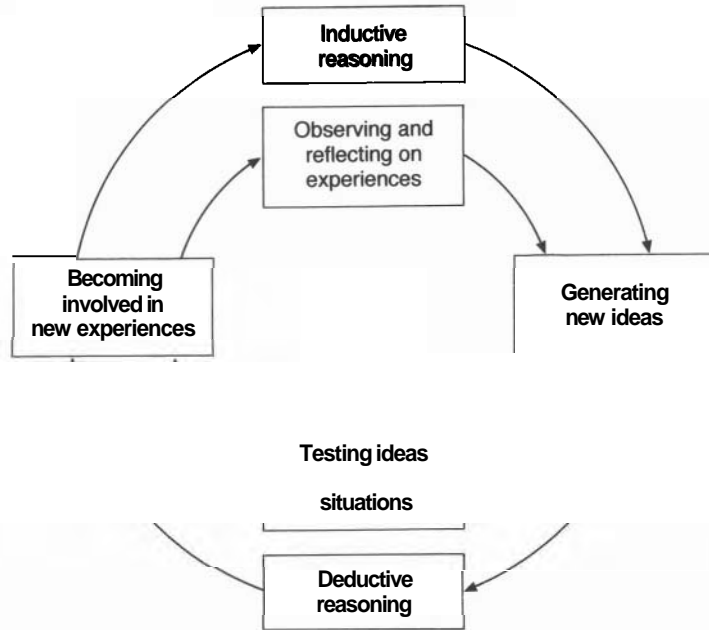 Inductive
reasoning
Observing and
reflecting on
experiences
Becoming
involved in
new experiences
Generating
new ideas
Testing ideas
situations
Deductive
reasoning